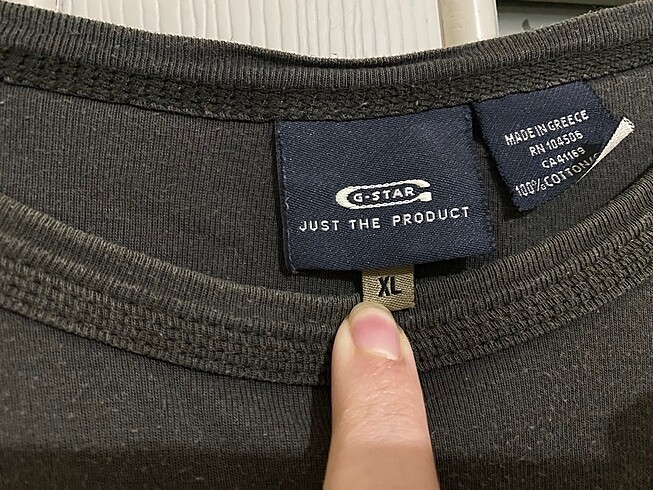 G-STAR
JUST THE PRODUCT
XL
MADE IN GREECE
RN 104506
CA41169
100%COTTON/